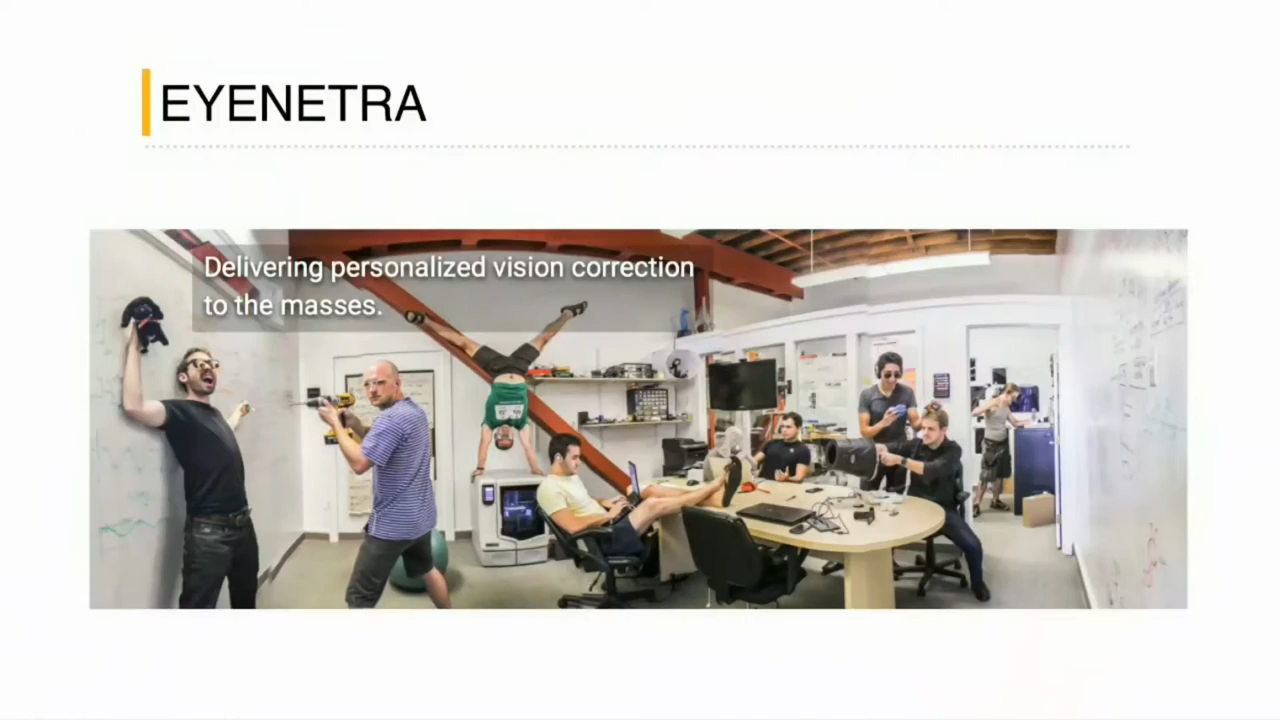 EYENETRA
Delivering personalized vision correction
to the masses.